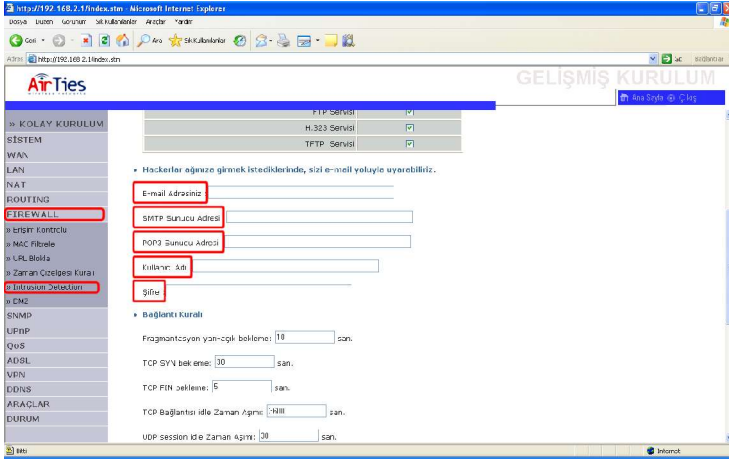 http://192.168.2.1/index.stm - Microsoft Internet Explorer
Dosya Düzen Görünüm Sık Kullanılanlar Araçlar Yardım
Geri Ara Sık Kullanılanlar
Adres http://192.168.2.1/index.stm Git Bağlantılar
AirTies
GELİŞMİŞ KURULUM
Ana Sayfa Çıkış
» KOLAY KURULUM
SİSTEM
WAN
LAN
NAT
ROUTING
FIREWALL
» Erişim Kontrolü
» MAC Filtrele
» URL Blokla
» Zaman Çizelgesi Kuralı
» Intrusion Detection
» DMZ
SNMP
UPnP
QoS
ADSL
VPN
DDNS
ARAÇLAR
DURUM
FTP Servisi
H.323 Servisi
TFTP Servisi
Hackerlar ağınıza girmek istediklerinde, sizi e-mail yoluyla uyarabiliriz.
E-mail Adresiniz :
SMTP Sunucu Adresi
POP3 Sunucu Adresi
Kullanıcı Adı
Şifre :
Bağlantı Kuralı
Fragmantasyon yarı-açık bekleme: 10 san.
TCP SYN bekleme: 30 san.
TCP FIN bekleme: 5 san.
TCP Bağlantısı idle Zaman Aşımı: 3600 san.
UDP session idle Zaman Aşımı: 30 san.
Bitti
Internet